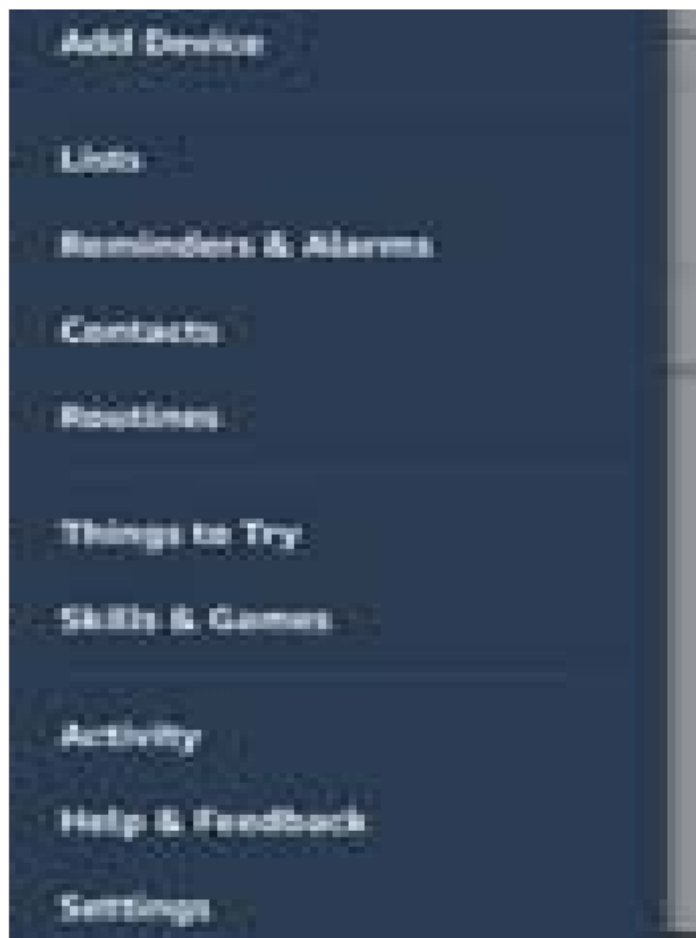 Add Device
Lists
Reminders & Alarms
Contacts
Routines
Things to Try
Skills & Games
Activity
Help & Feedback
Settings